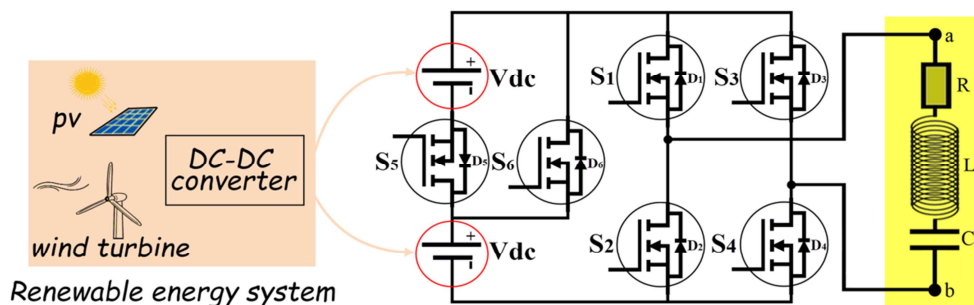 pv
DC-DC
converter
wind turbine
Renewable energy system
+
-
Vdc
S5
D5
S6
D6
+
-
Vdc
S1
D1
S3
D3
S2
D2
S4
D4
a
R
L
C
b